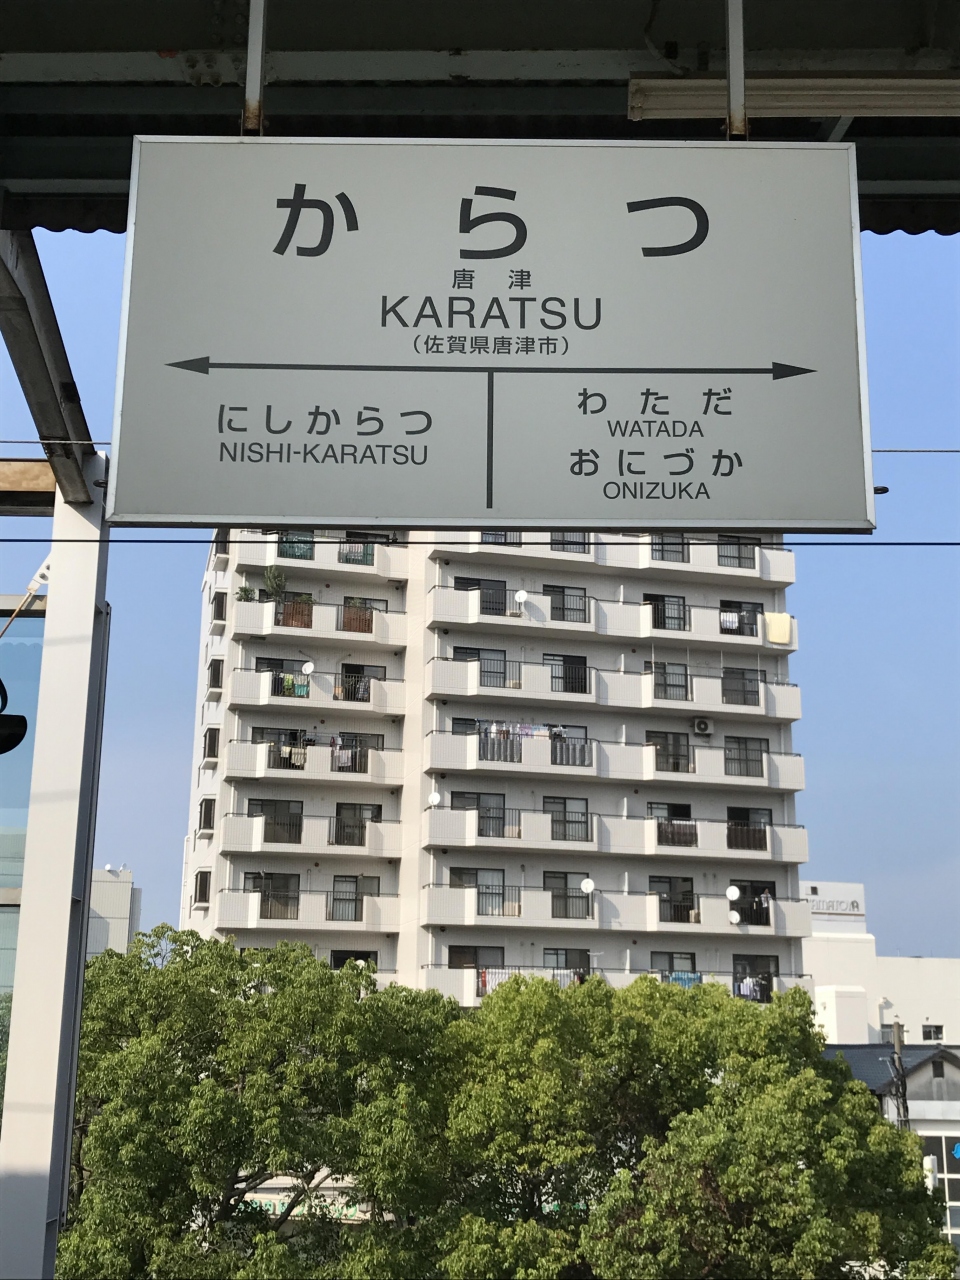 からつ
唐津
KARATSU
（佐賀県唐津市）
にしからつ
NISHI-KARATSU
わただ
WATADA
おにづか
ONIZUKA